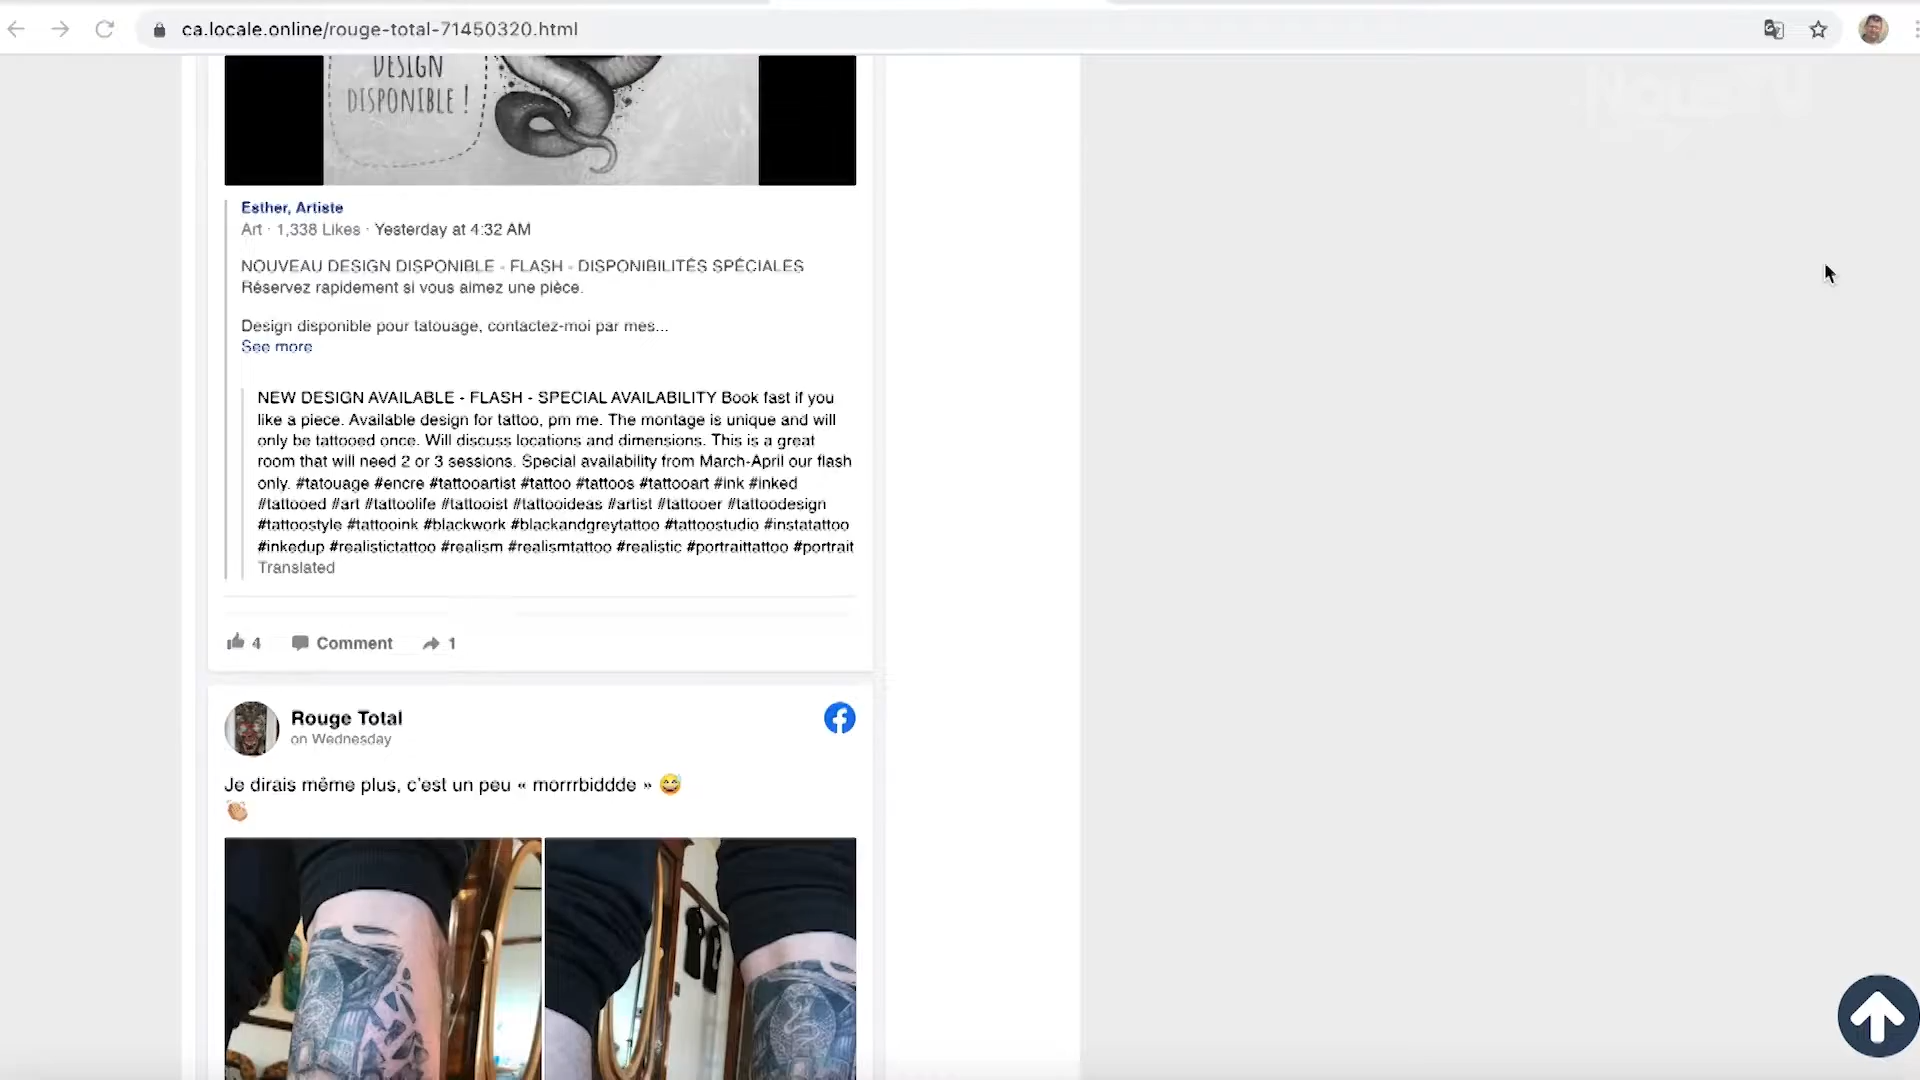 ca.locale.online/rouge-total-71450320.html
DESIGN
DISPONIBLE !
Esther, Artiste
Art · 1,338 Likes · Yesterday at 4:32 AM
NOUVEAU DESIGN DISPONIBLE - FLASH - DISPONIBILITÉS SPÉCIALES
Réservez rapidement si vous aimez une pièce.
Design disponible pour tatouage, contactez-moi par mes...
See more
NEW DESIGN AVAILABLE - FLASH - SPECIAL AVAILABILITY Book fast if you
like a piece. Available design for tattoo, pm me. The montage is unique and will
only be tattooed once. Will discuss locations and dimensions. This is a great
room that will need 2 or 3 sessions. Special availability from March-April our flash
only. #tatouage #encre #tattooartist #tattoo #tattoos #tattooart #ink #inked
#tattooed #art #tattoolife #tattooist #tattooideas #artist #tattooer #tattoodesign
#tattoostyle #tattooink #blackwork #blackandgreytattoo #tattoostudio #instatattoo
#inkedup #realistictattoo #realism #realismtattoo #realistic #portraittattoo #portrait
Translated
4 Comment 1
Rouge Total
on Wednesday
Je dirais même plus, c'est un peu « morrrbiddde » 😅
👏🏼